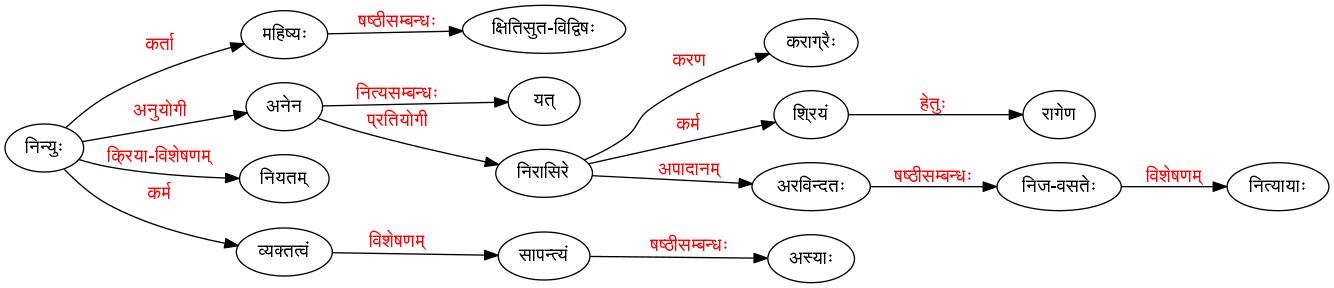 कर्ता
महिष्यः
षष्ठीसम्बन्धः
क्षितिसुत-विद्विषः
करण
कराग्रैः
निन्युः
अनुयोगी
अनेन
नित्यसम्बन्धः
यत्
प्रतियोगी
कर्म
श्रियं
हेतुः
रागेण
क्रिया-विशेषणम्
नियतम्
निरासिरे
अपादानम्
अरविन्दतः
षष्ठीसम्बन्धः
निज-वसतेः
विशेषणम्
नित्यायाः
कर्म
व्यक्तत्वं
विशेषणम्
सापन्त्यं
षष्ठीसम्बन्धः
अस्याः